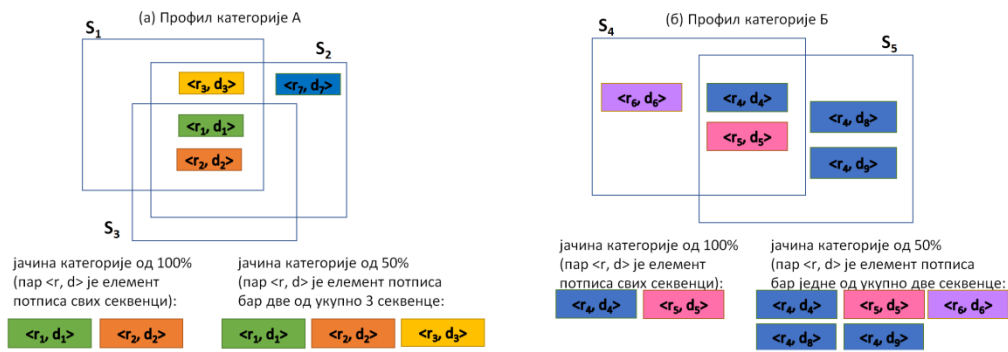 (а) Профил категорије А
S1
S2
<r3, d3>
<r7, d7>
<r1, d1>
<r2, d2>
S3
јачина категорије од 100%
(пар <r, d> је елемент
потписа свих секвенци):
<r1, d1>
<r2, d2>
јачина категорије од 50%
(пар <r, d> је елемент потписа
бар две од укупно 3 секвенце:
<r1, d1>
<r2, d2>
<r3, d3>
(б) Профил категорије Б
S4
S5
<r6, d6>
<r4, d4>
<r5, d5>
<r4, d8>
<r4, d9>
јачина категорије од 100%
(пар <r, d> је елемент
потписа свих секвенци):
<r4, d4>
<r5, d5>
јачина категорије од 50%
(пар <r, d> је елемент потписа
бар једне од укупно две секвенце:
<r4, d4>
<r5, d5>
<r6, d6>
<r4, d8>
<r4, d9>